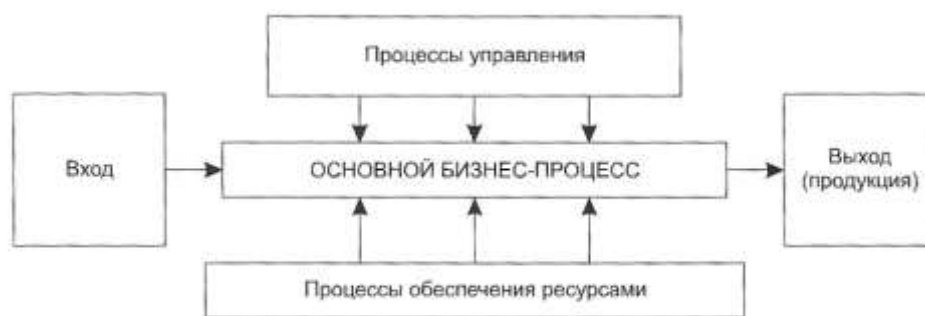 Процессы управления
Вход
ОСНОВНОЙ БИЗНЕС-ПРОЦЕСС
Выход
(продукция)
Процессы обеспечения ресурсами